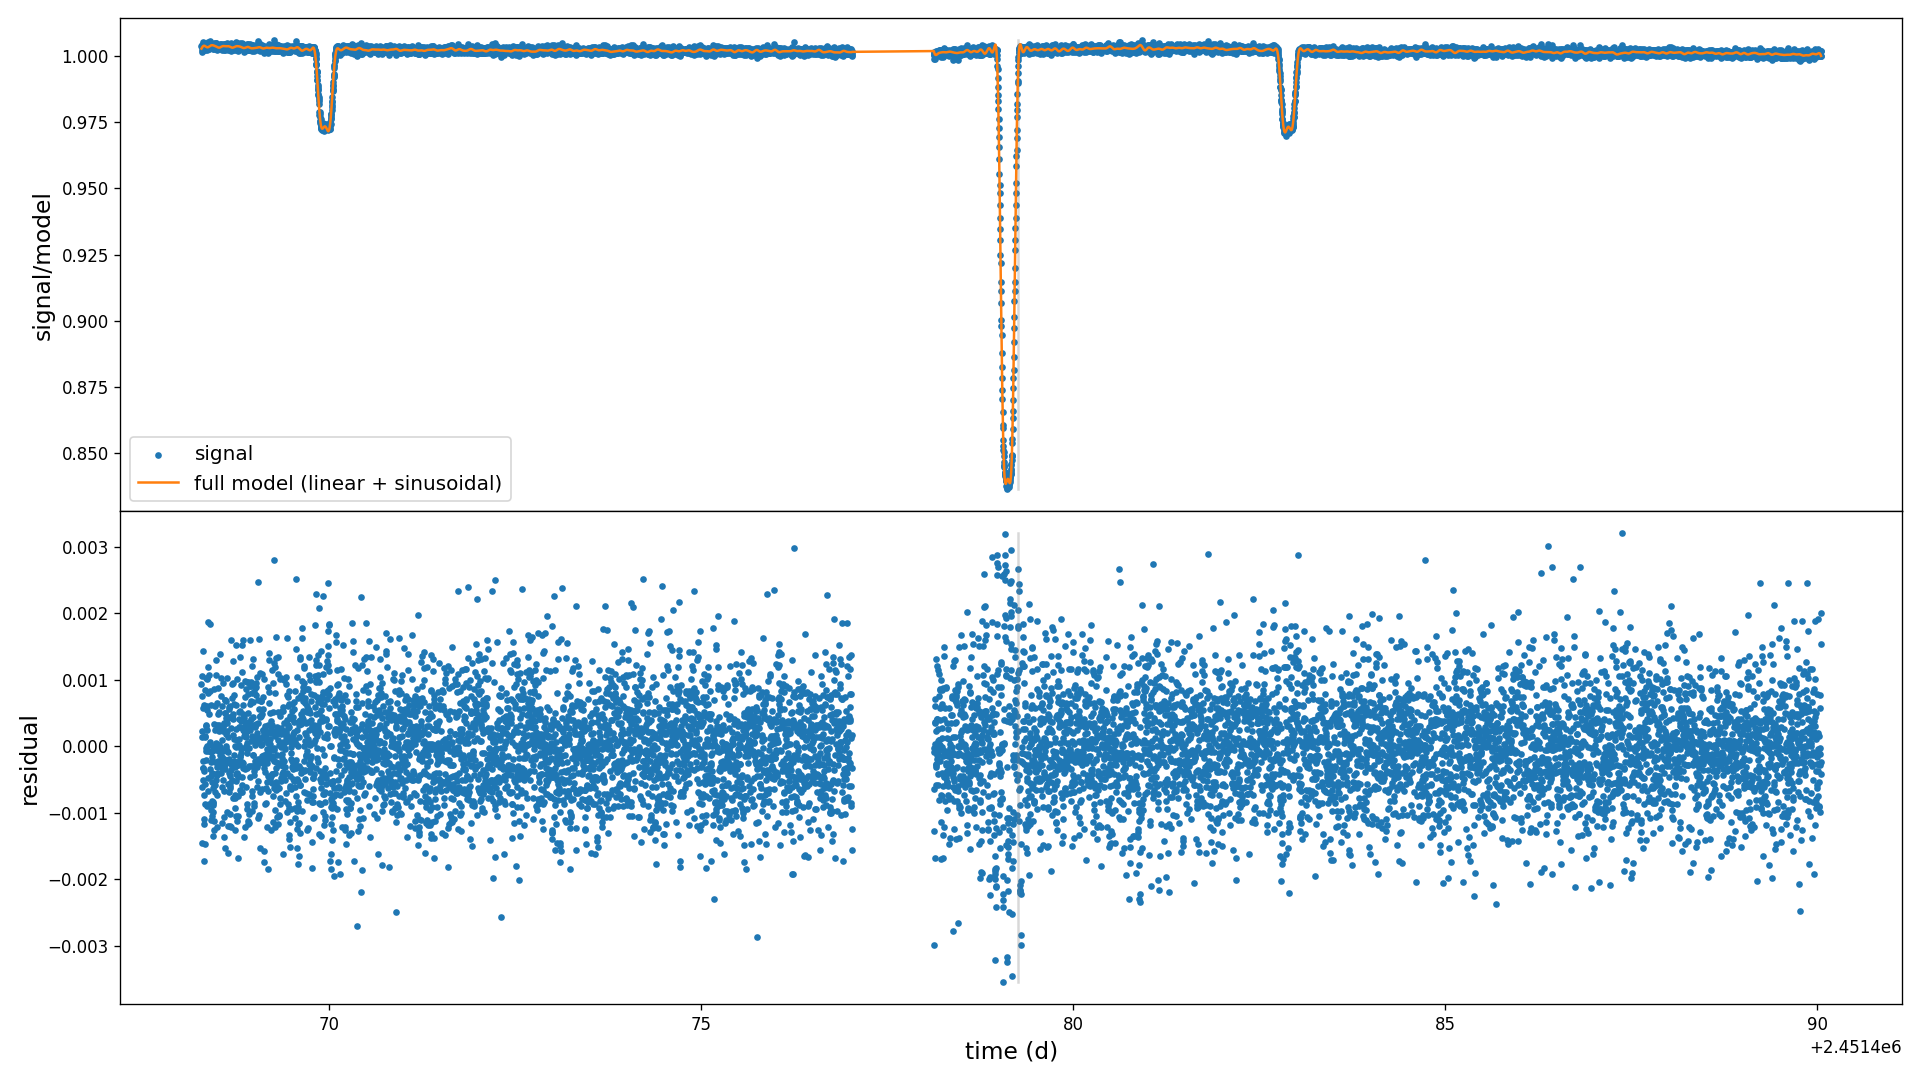 signal/model
1.000
0.975
0.950
0.925
0.900
0.875
0.850
signal
full model (linear + sinusoidal)
residual
0.003
0.002
0.001
0.000
−0.001
−0.002
−0.003
70 75 80 85 90
time (d)
+2.4514e6